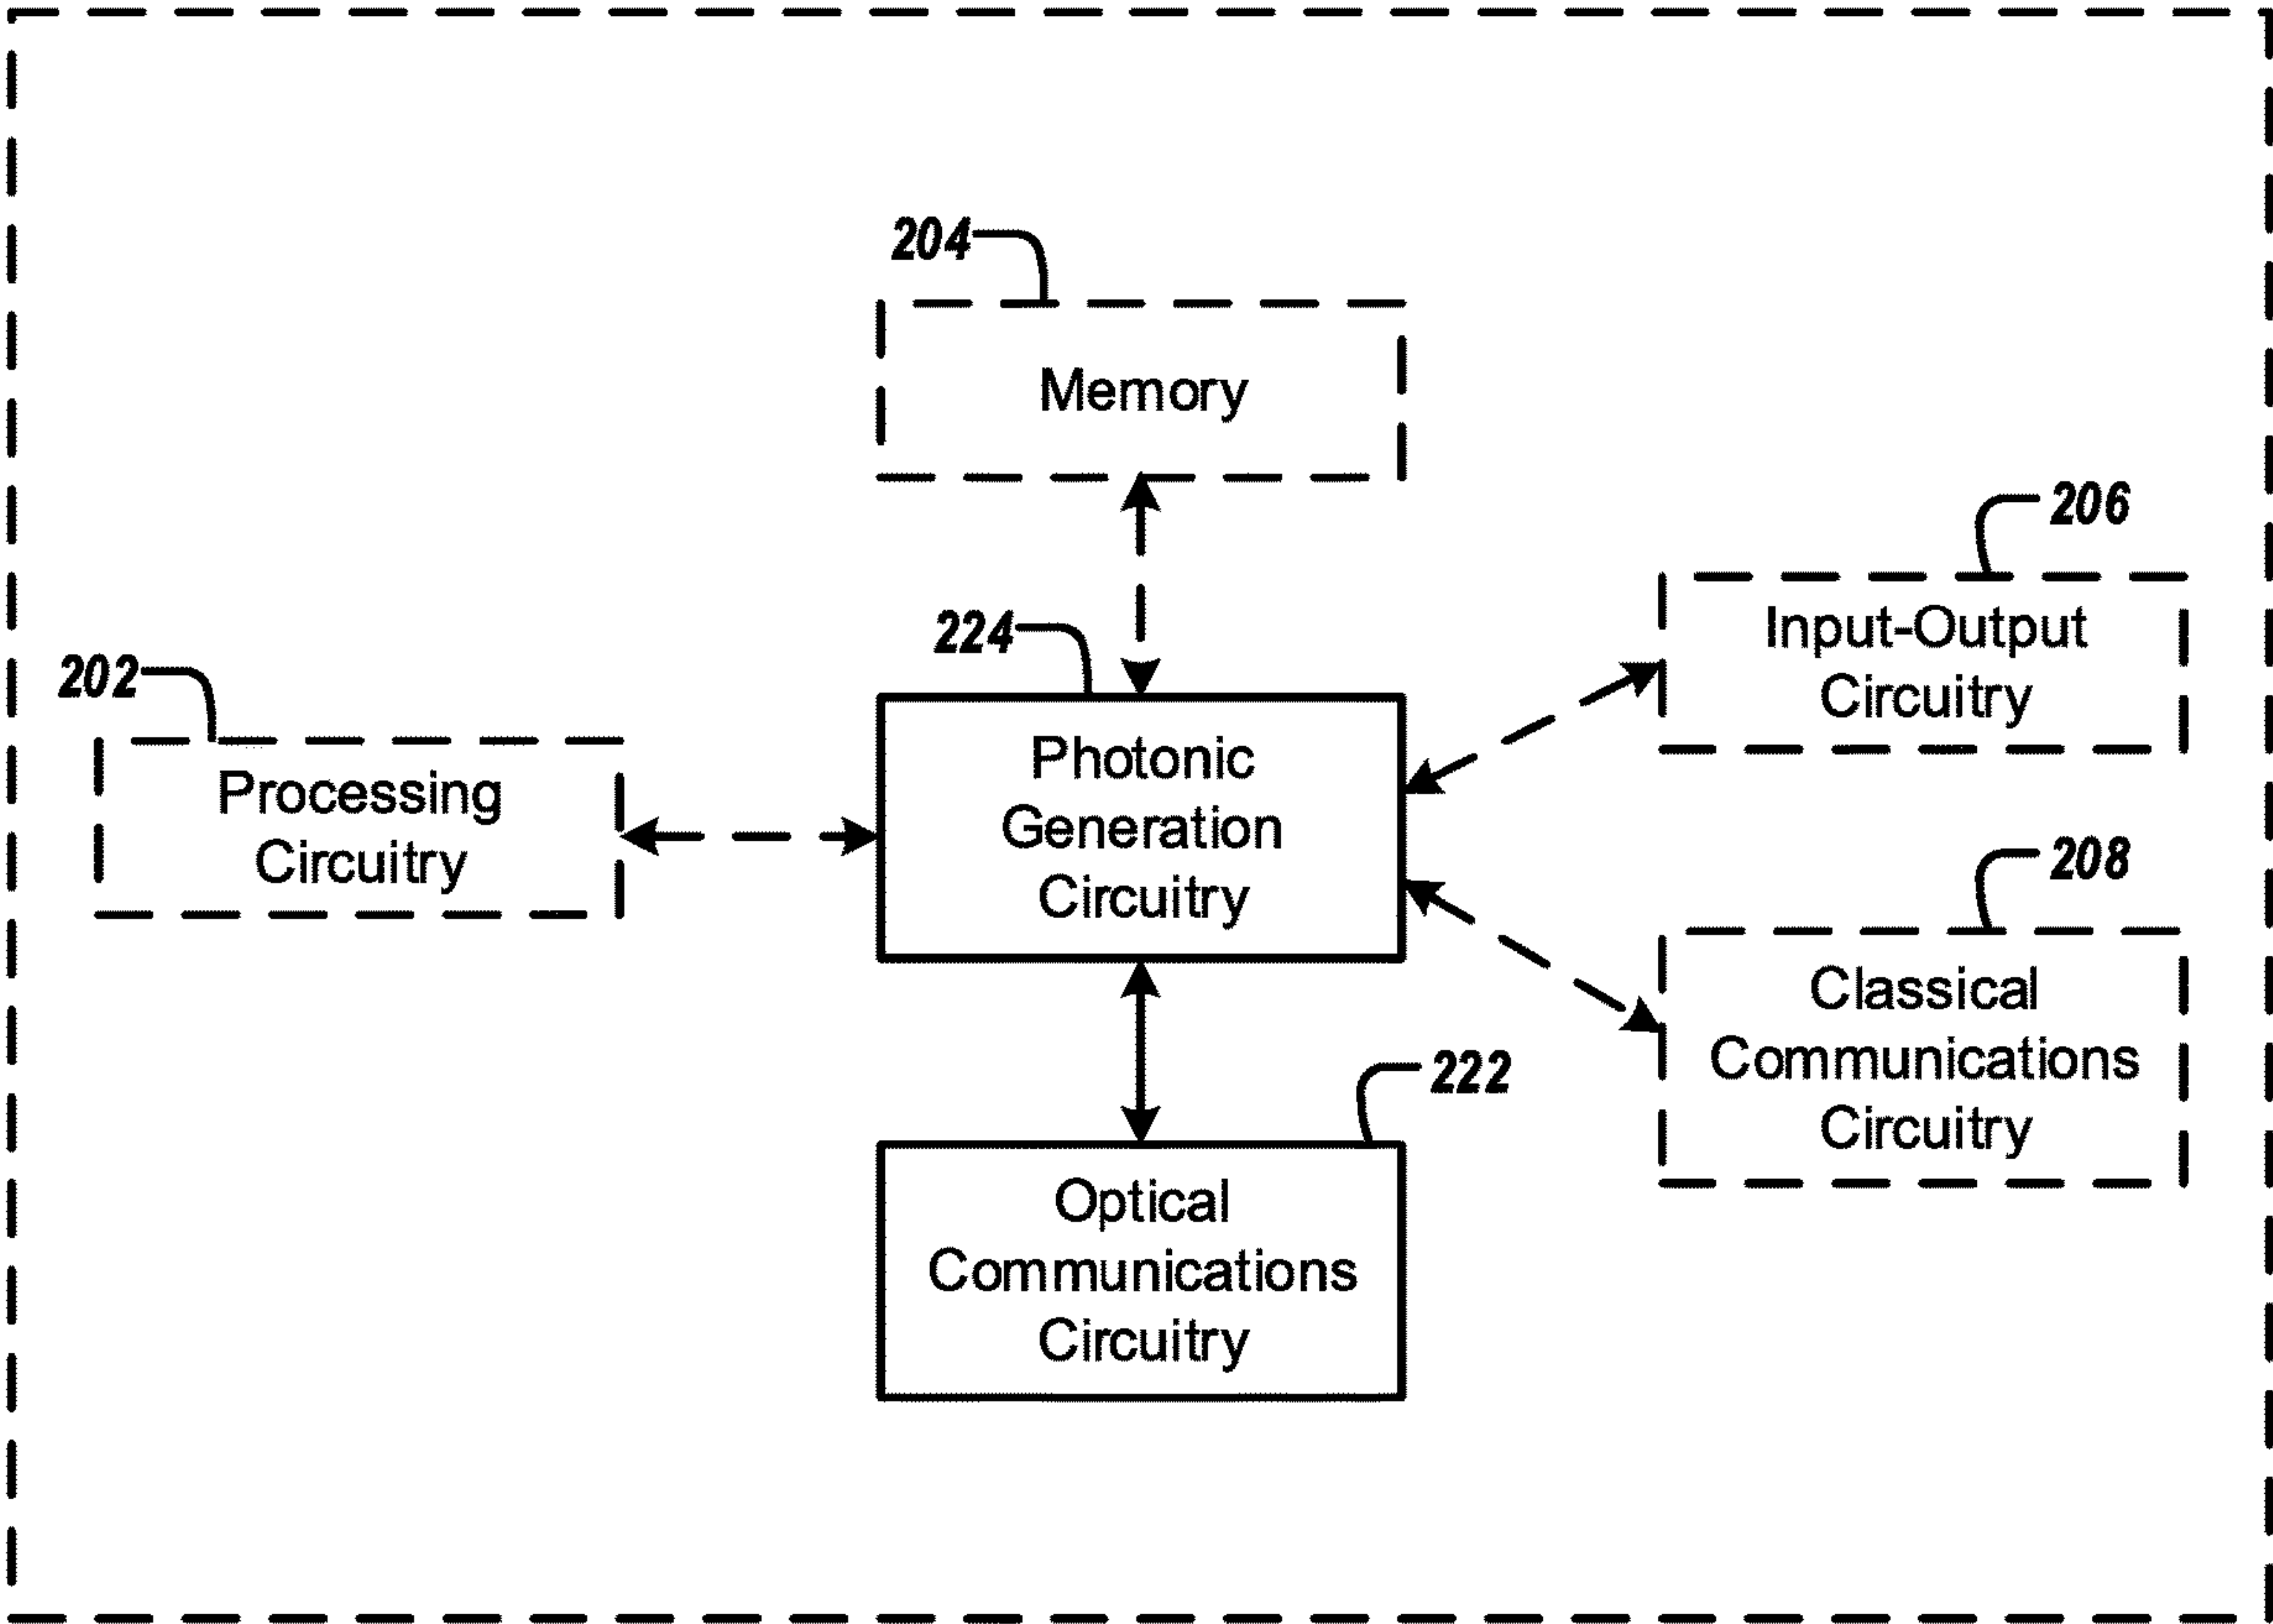 204
Memory
206
Input-Output
Circuitry
224
202
Photonic
Generation
Circuitry
Processing
Circuitry
208
Classical
Communications
Circuitry
222
Optical
Communications
Circuitry